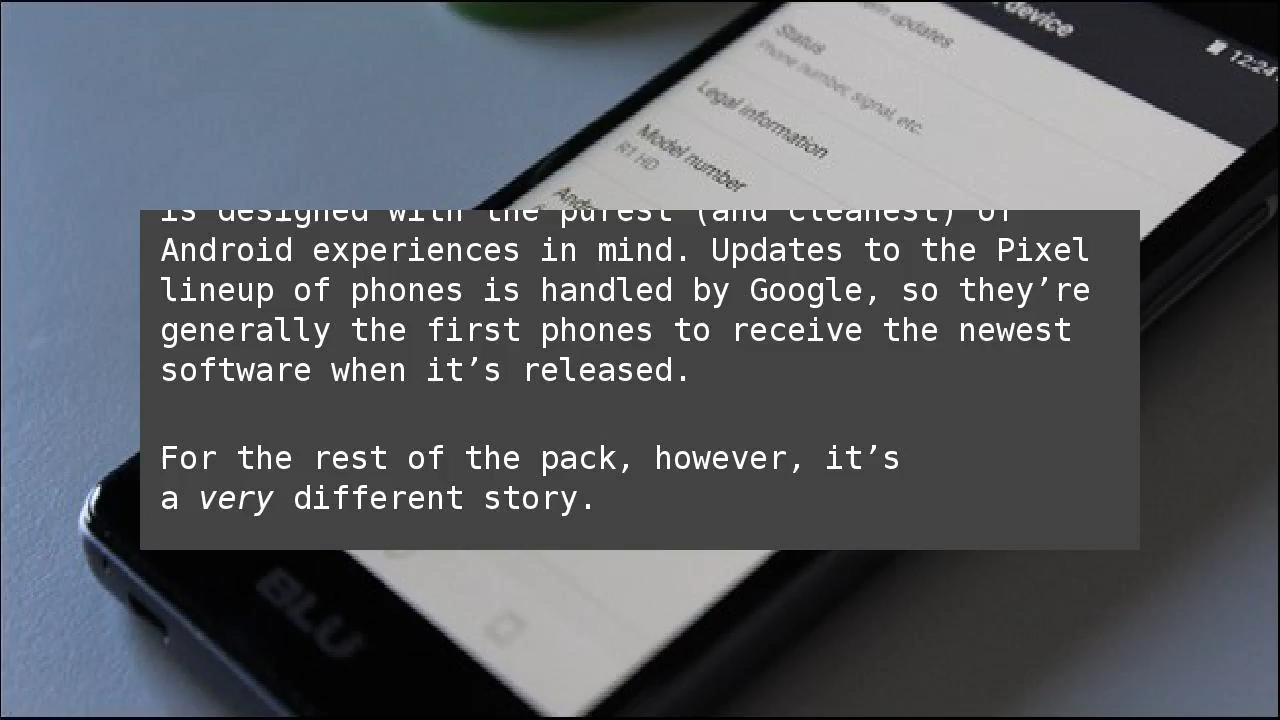 device
12:24
updates
Status
Phone number, signal, etc.
Legal information
Model number
R1 HD
is designed with the purest (and cleanest) of
Android experiences in mind. Updates to the Pixel
lineup of phones is handled by Google, so they’re
generally the first phones to receive the newest
software when it’s released.
For the rest of the pack, however, it’s
a very different story.
BLU